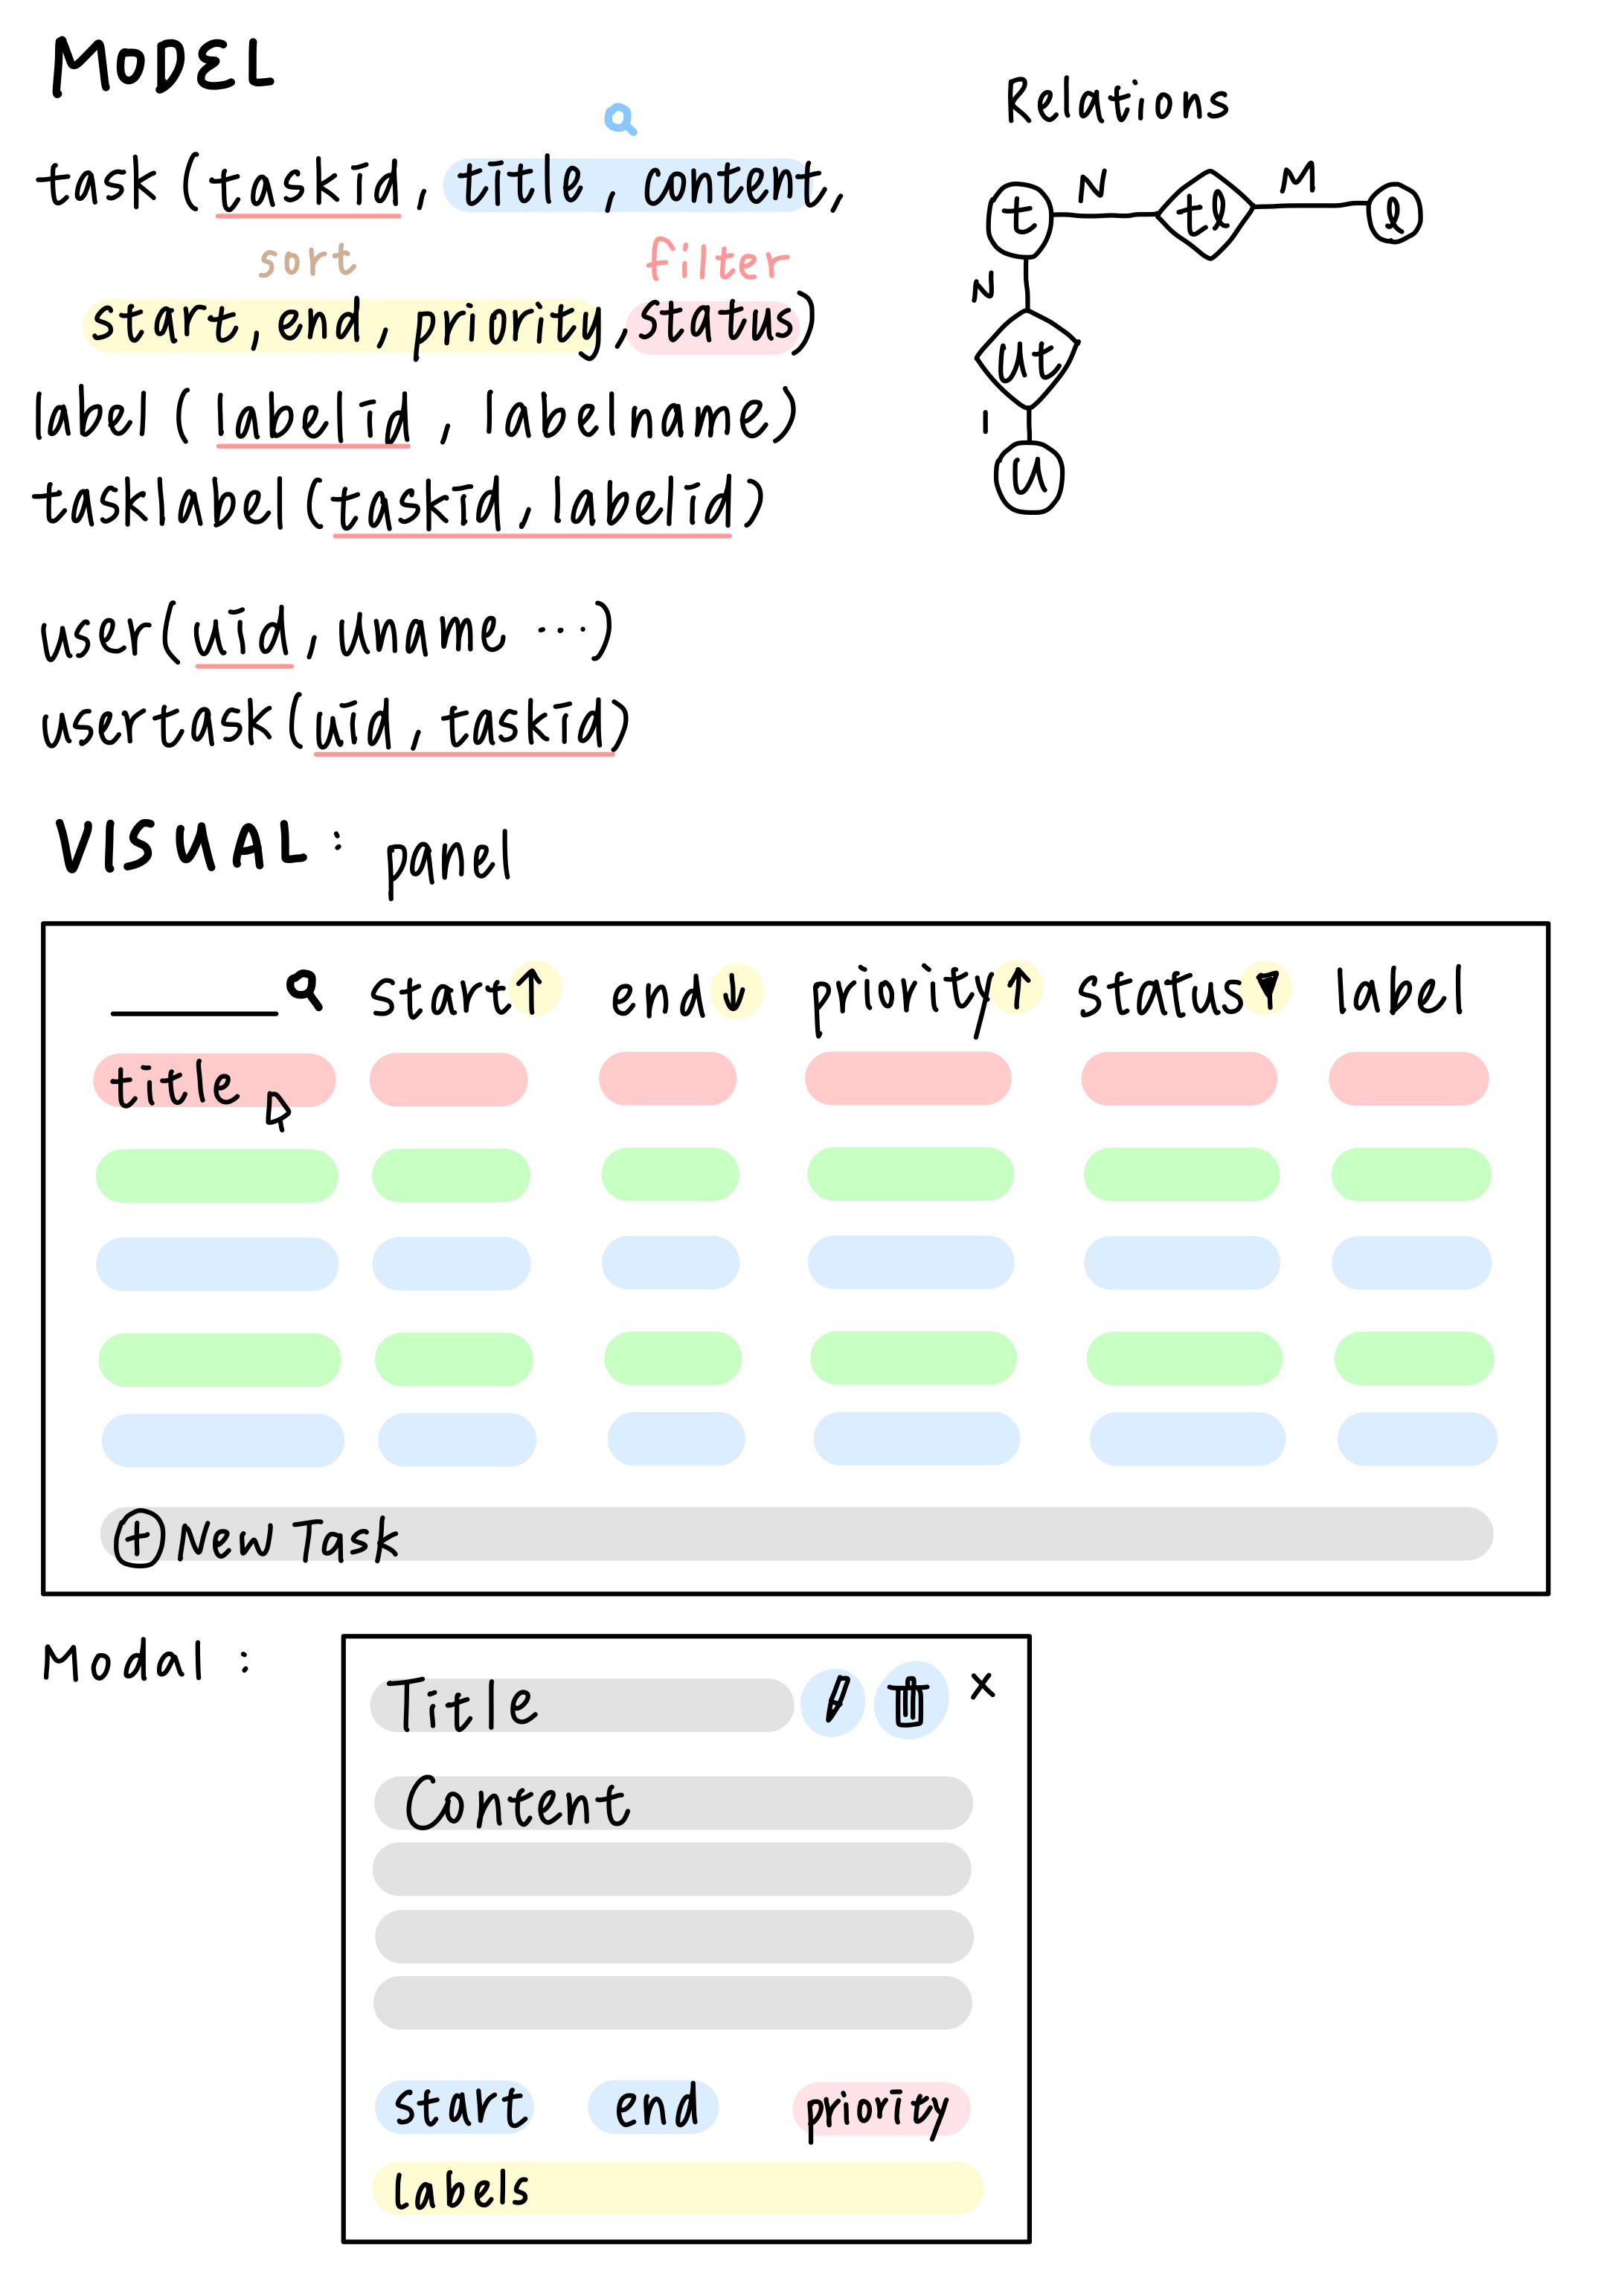 MODEL
task (taskid, title, content,
sort filter
start, end, priority, status)
label (labelid, labelname)
tasklabel(taskid, labelid)
user(uid, uname ...)
usertask(uid, taskid)
Relations
t N tl M l
N
ut
1
u
VISUAL : panel
start↑ end↓ priority↑ status▼ label
title
+ New Task
Modal :
Title x
Content
start end priority
labels